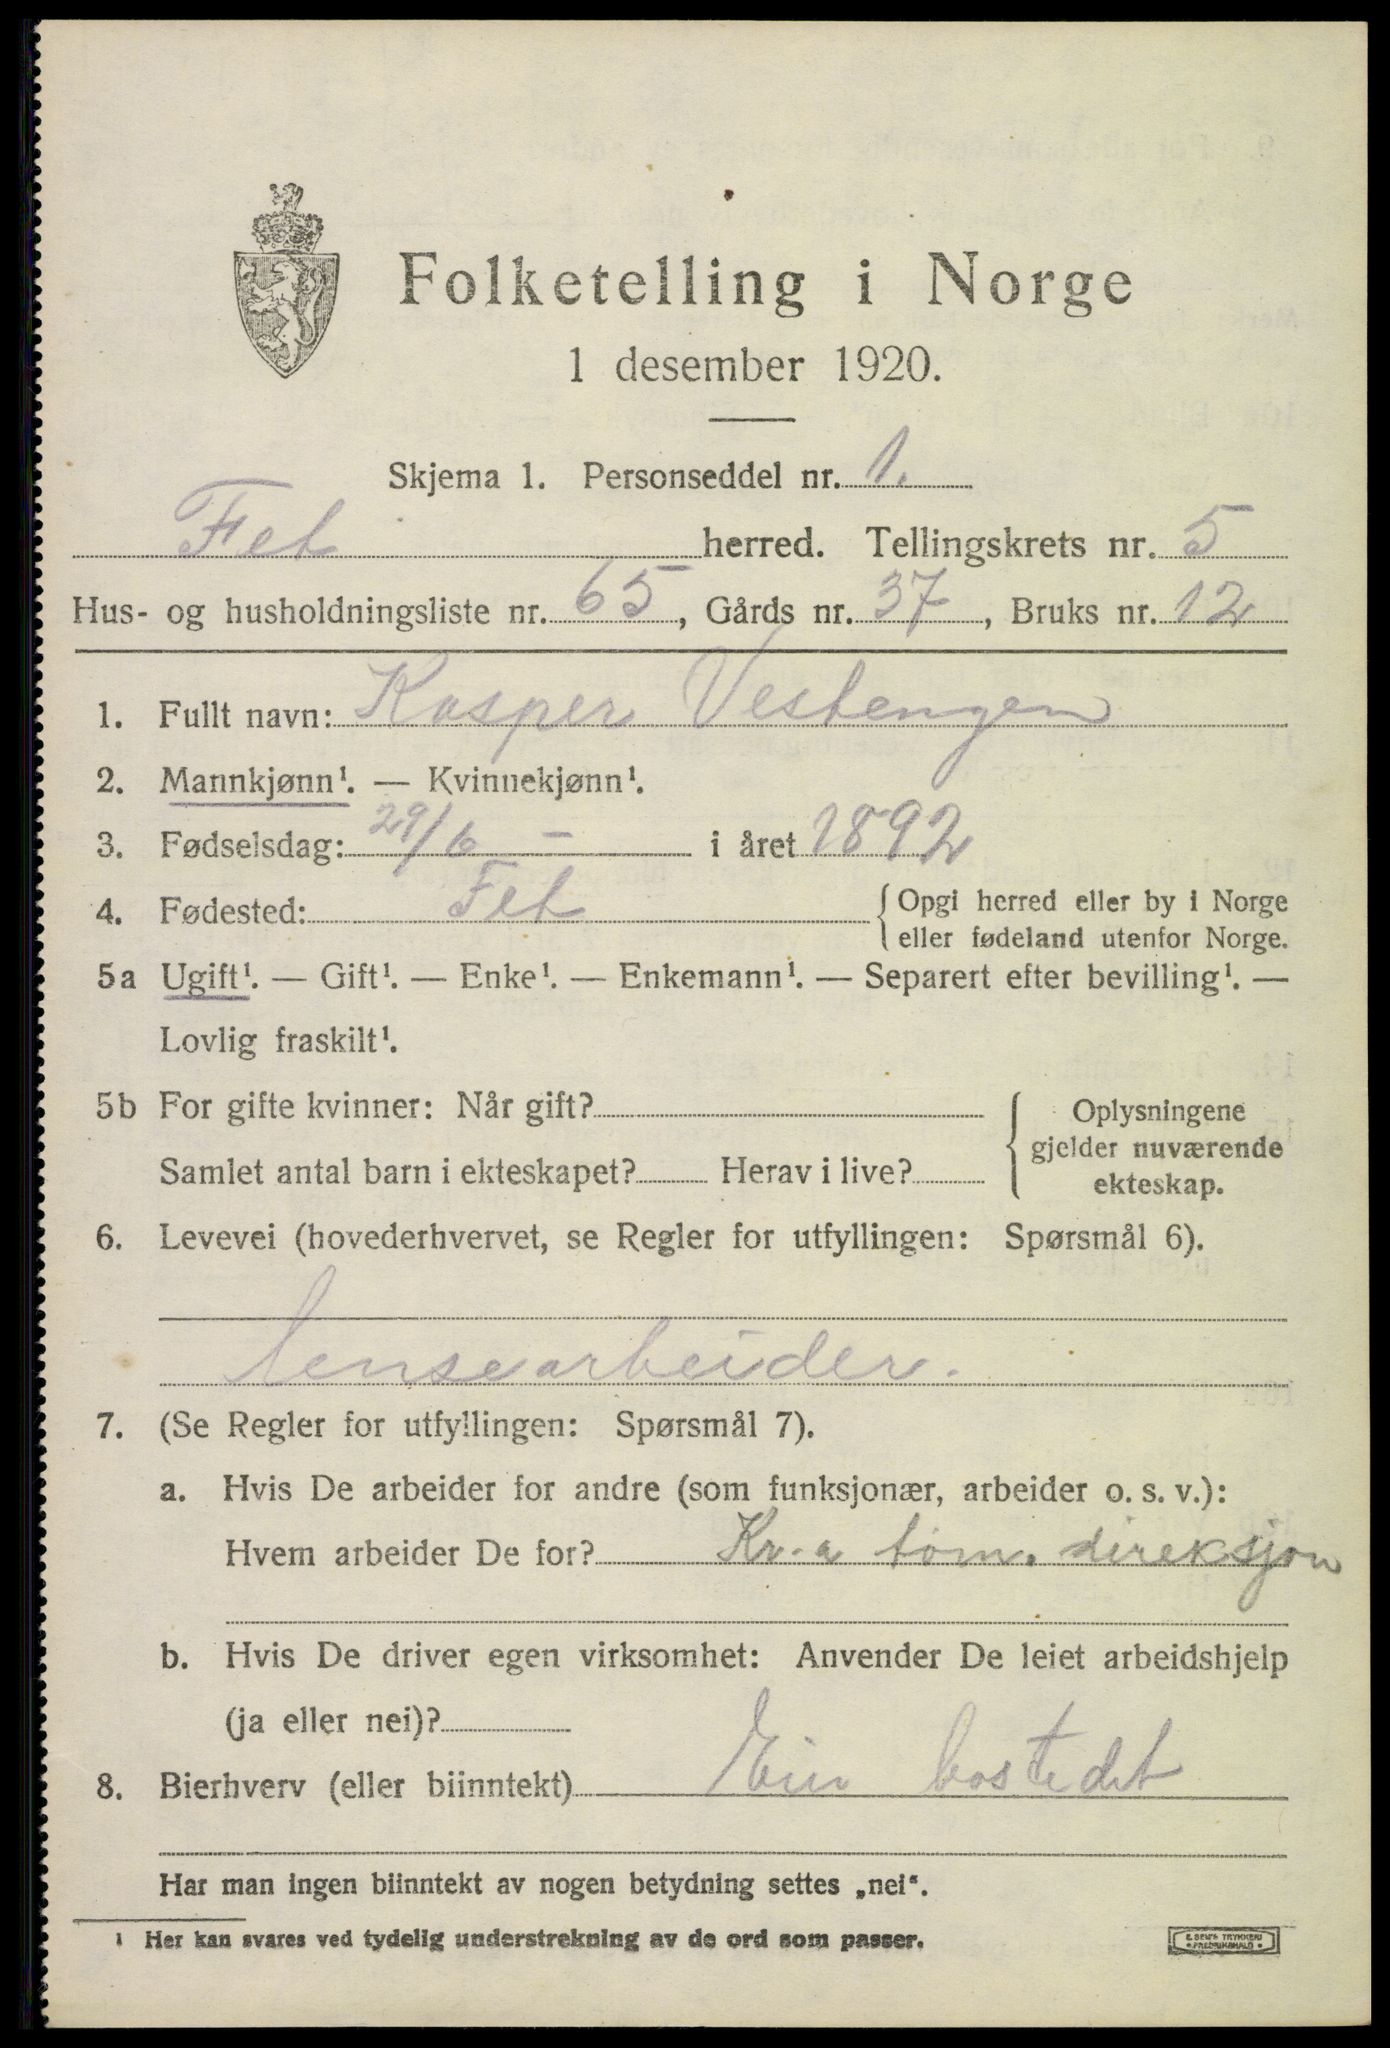 Folketelling i Norge
1 desember 1920.
Skjema 1. Personseddel nr. 1.
Fet herred. Tellingskrets nr. 5
Hus- og husholdningsliste nr. 65, Gårds nr. 37, Bruks nr. 12
1. Fullt navn: Kasper Vestengen
2. Mannkjønn¹. — Kvinnekjønn¹.
3. Fødselsdag: 29/6 – i året 1892
4. Fødested: Fet { Opgi herred eller by i Norge
eller fødeland utenfor Norge.
5a Ugift¹. — Gift¹. — Enke¹. — Enkemann¹. — Separert efter bevilling¹. —
Lovlig fraskilt¹.
5b For gifte kvinner: Når gift?
Samlet antal barn i ekteskapet? Herav i live?
Oplysningene
gjelder nuværende
ekteskap.
6. Levevei (hovederhvervet, se Regler for utfyllingen: Spørsmål 6).
lensearbeider.
7. (Se Regler for utfyllingen: Spørsmål 7).
a. Hvis De arbeider for andre (som funksjonær, arbeider o. s. v.):
Hvem arbeider De for? Kr.a tøm. direksjon
b. Hvis De driver egen virksomhet: Anvender De leiet arbeidshjelp
(ja eller nei)?
8. Bierhverv (eller biinntekt)
Har man ingen biinntekt av nogen betydning settes „nei“.
¹ Her kan svares ved tydelig understrekning av de ord som passer.
E. SEM'S TRYKKERI
FREDRIKSHALD